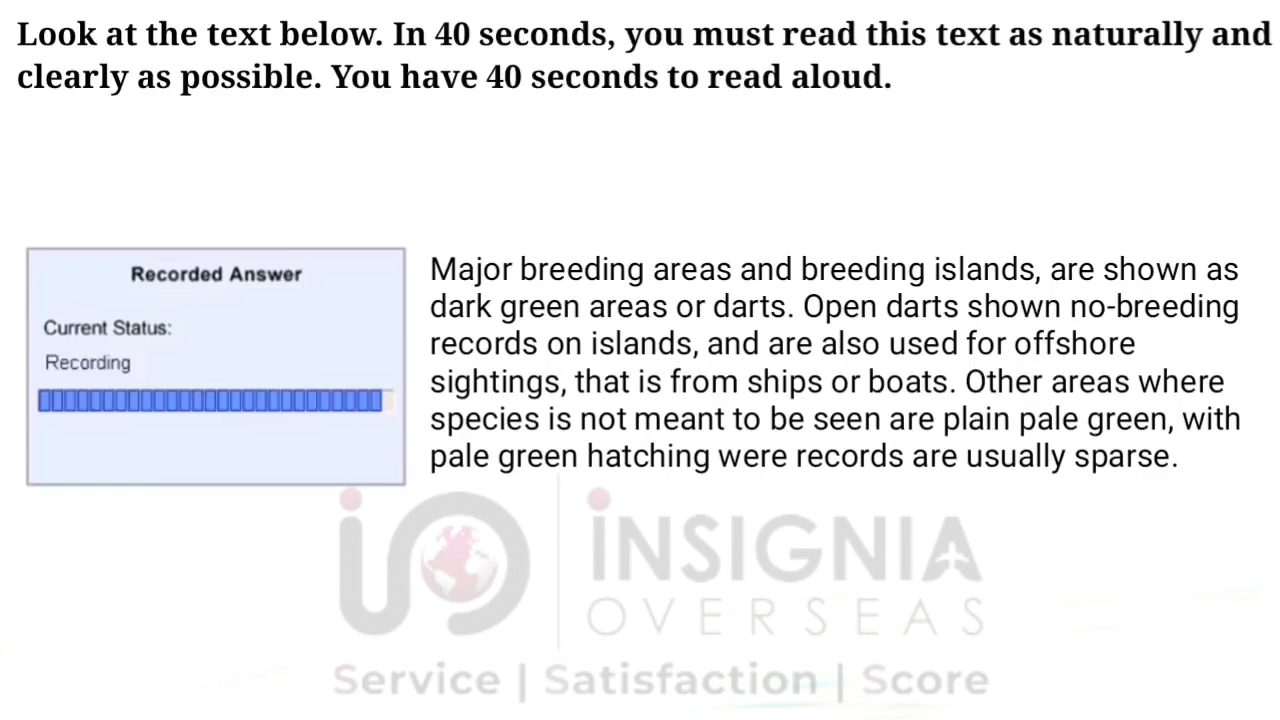 Look at the text below. In 40 seconds, you must read this text as naturally and
clearly as possible. You have 40 seconds to read aloud.
Recorded Answer
Current Status:
Recording
Major breeding areas and breeding islands, are shown as
dark green areas or darts. Open darts shown no-breeding
records on islands, and are also used for offshore
sightings, that is from ships or boats. Other areas where
species is not meant to be seen are plain pale green, with
pale green hatching were records are usually sparse.
INSIGNIA
OVERSEAS
Service | Satisfaction | Score